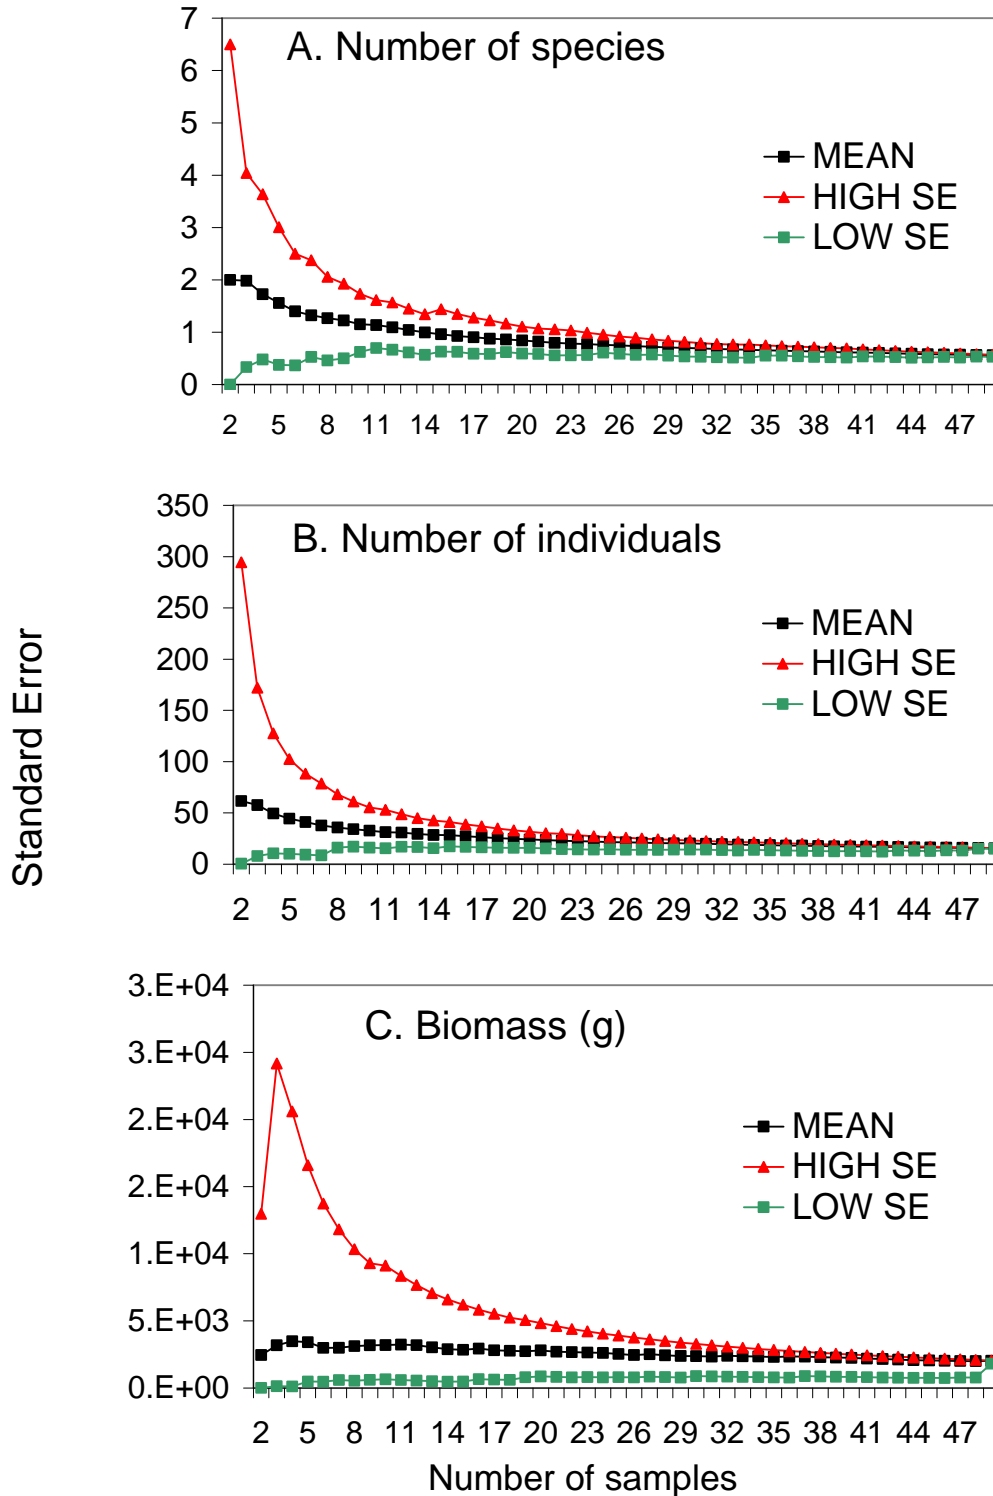 A. Number of species
7
6
5
4
3
2
1
0
MEAN
HIGH SE
LOW SE
2 5 8 11 14 17 20 23 26 29 32 35 38 41 44 47
B. Number of individuals
350
300
250
200
150
100
50
0
MEAN
HIGH SE
LOW SE
2 5 8 11 14 17 20 23 26 29 32 35 38 41 44 47
Standard Error
C. Biomass (g)
3.E+04
3.E+04
2.E+04
2.E+04
1.E+04
5.E+03
0.E+00
MEAN
HIGH SE
LOW SE
2 5 8 11 14 17 20 23 26 29 32 35 38 41 44 47
Number of samples